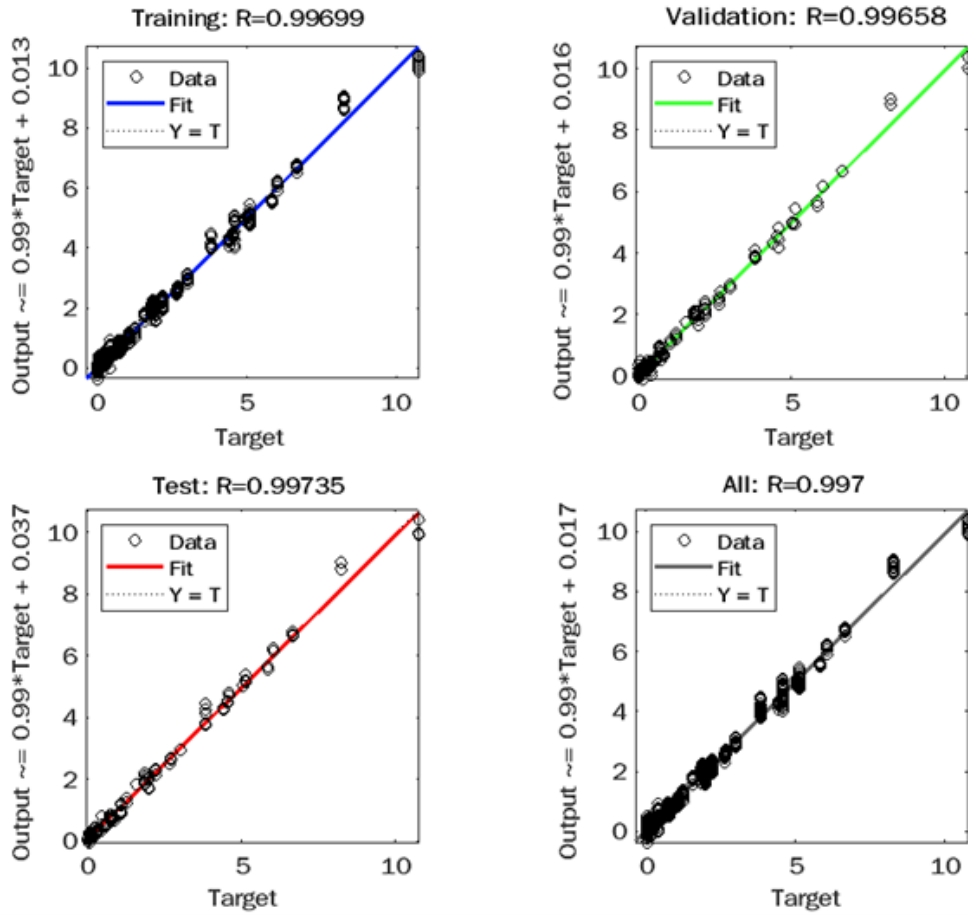 Training: R=0.99699
Output ~= 0.99*Target + 0.013
10
8
6
4
2
0
Data
Fit
Y = T
0 5 10
Target
Validation: R=0.99658
Output ~= 0.99*Target + 0.016
10
8
6
4
2
0
Data
Fit
Y = T
0 5 10
Target
Test: R=0.99735
Output ~= 0.99*Target + 0.037
10
8
6
4
2
0
Data
Fit
Y = T
0 5 10
Target
All: R=0.997
Output ~= 0.99*Target + 0.017
10
8
6
4
2
0
Data
Fit
Y = T
0 5 10
Target